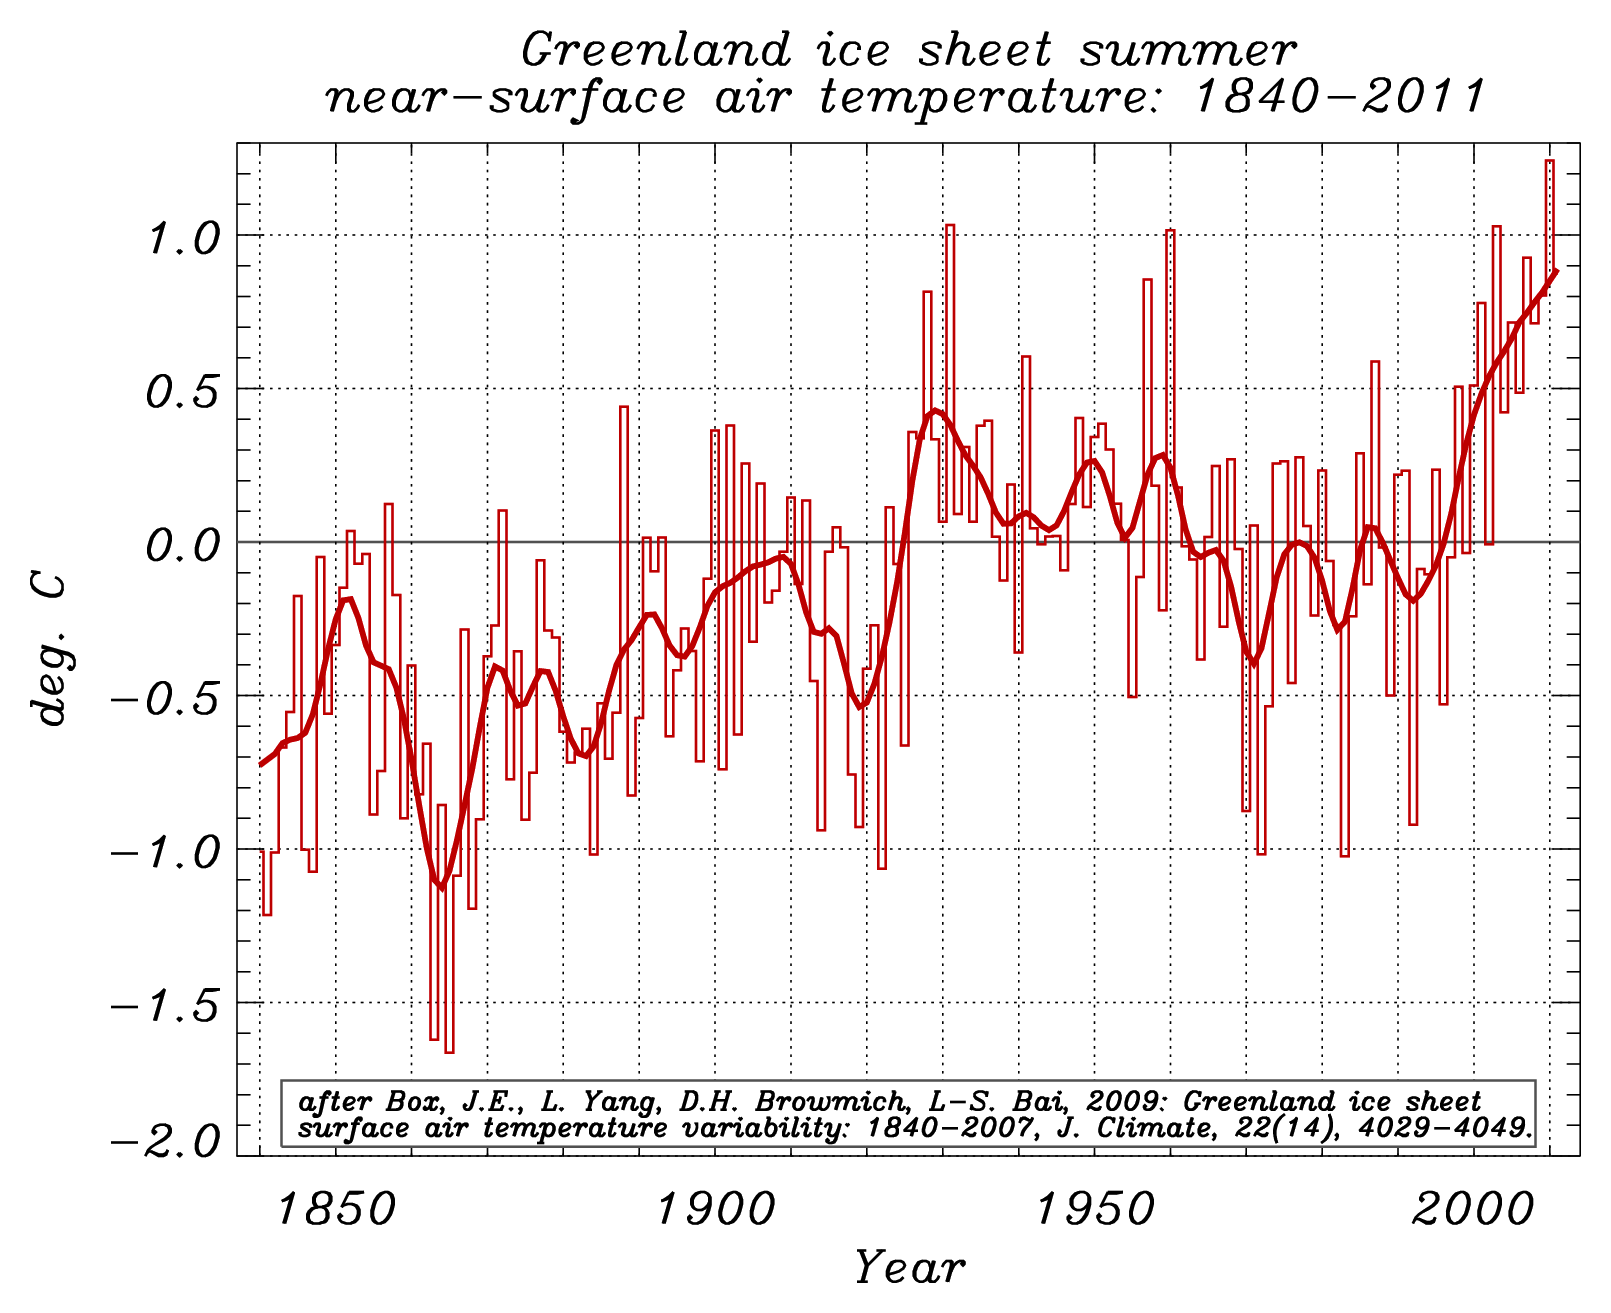 Greenland ice sheet summer
near-surface air temperature: 1840-2011
1.0
0.5
0.0
-0.5
-1.0
-1.5
-2.0
deg. C
after Box, J.E., L. Yang, D.H. Browmich, L-S. Bai, 2009: Greenland ice sheet
surface air temperature variability: 1840-2007, J. Climate, 22(14), 4029-4049.
1850 1900 1950 2000
Year